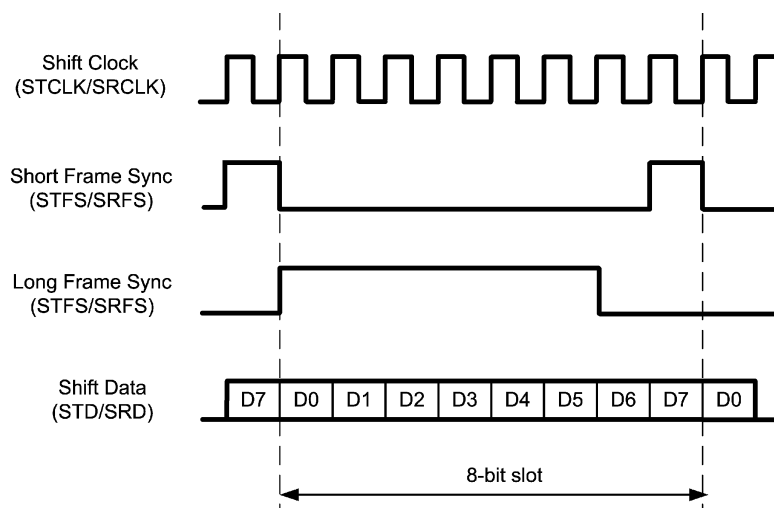 Shift Clock
(STCLK/SRCLK)
Short Frame Sync
(STFS/SRFS)
Long Frame Sync
(STFS/SRFS)
Shift Data
(STD/SRD)
D7 D0 D1 D2 D3 D4 D5 D6 D7 D0
8-bit slot